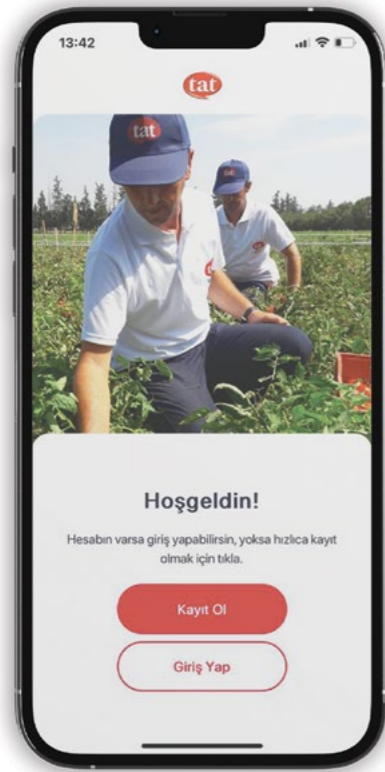 13:42
tat
tat
Hoşgeldin!
Hesabın varsa giriş yapabilirsin, yoksa hızlıca kayıt
olmak için tıkla.
Kayıt Ol
Giriş Yap